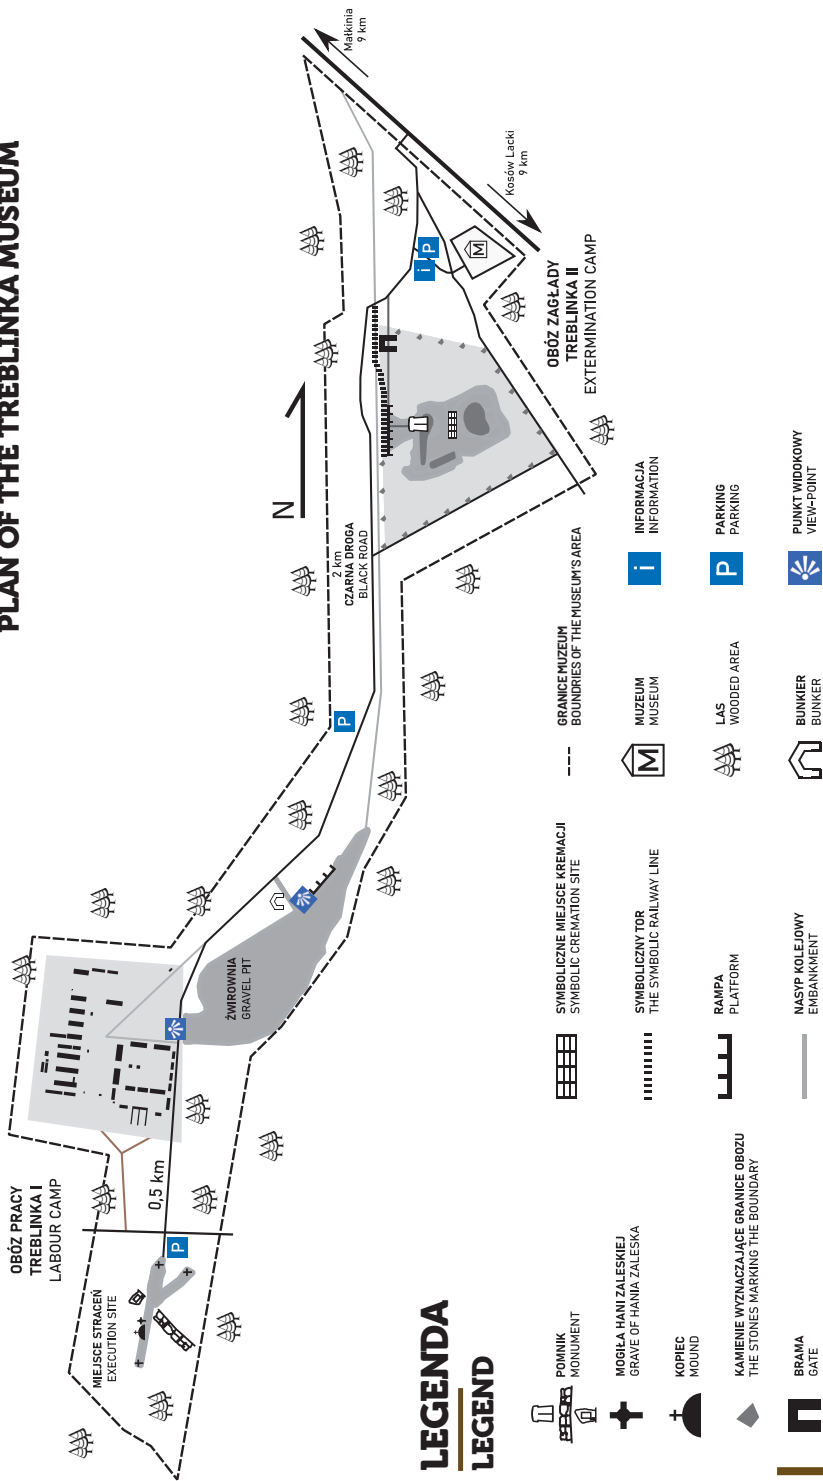 PLAN OF THE TREBLINKA MUSEUM
Małkinia
9 km
Kosów Lacki
9 km
N
P
i
M
OBÓZ ZAGŁADY
TREBLINKA II
EXTERMINATION CAMP
2 km
CZARNA DROGA
BLACK ROAD
P
ŻWIROWNIA
GRAVEL PIT
OBÓZ PRACY
TREBLINKA I
LABOUR CAMP
0,5 km
P
MIEJSCE STRACEŃ
EXECUTION SITE
LEGENDA
LEGEND
POMNIK
MONUMENT
MOGIŁA HANI ZALESKIEJ
GRAVE OF HANIA ZALESKA
KOPIEC
MOUND
KAMIENIE WYZNACZAJĄCE GRANICE OBOZU
THE STONES MARKING THE BOUNDARY
BRAMA
GATE
SYMBOLICZNE MIEJSCE KREMACJI
SYMBOLIC CREMATION SITE
SYMBOLICZNY TOR
THE SYMBOLIC RAILWAY LINE
RAMPA
PLATFORM
NASYP KOLEJOWY
EMBANKMENT
GRANICE MUZEUM
BOUNDRIES OF THE MUSEUM'S AREA
M
MUZEUM
MUSEUM
LAS
WOODED AREA
BUNKIER
BUNKER
i
INFORMACJA
INFORMATION
P
PARKING
PARKING
PUNKT WIDOKOWY
VIEW-POINT